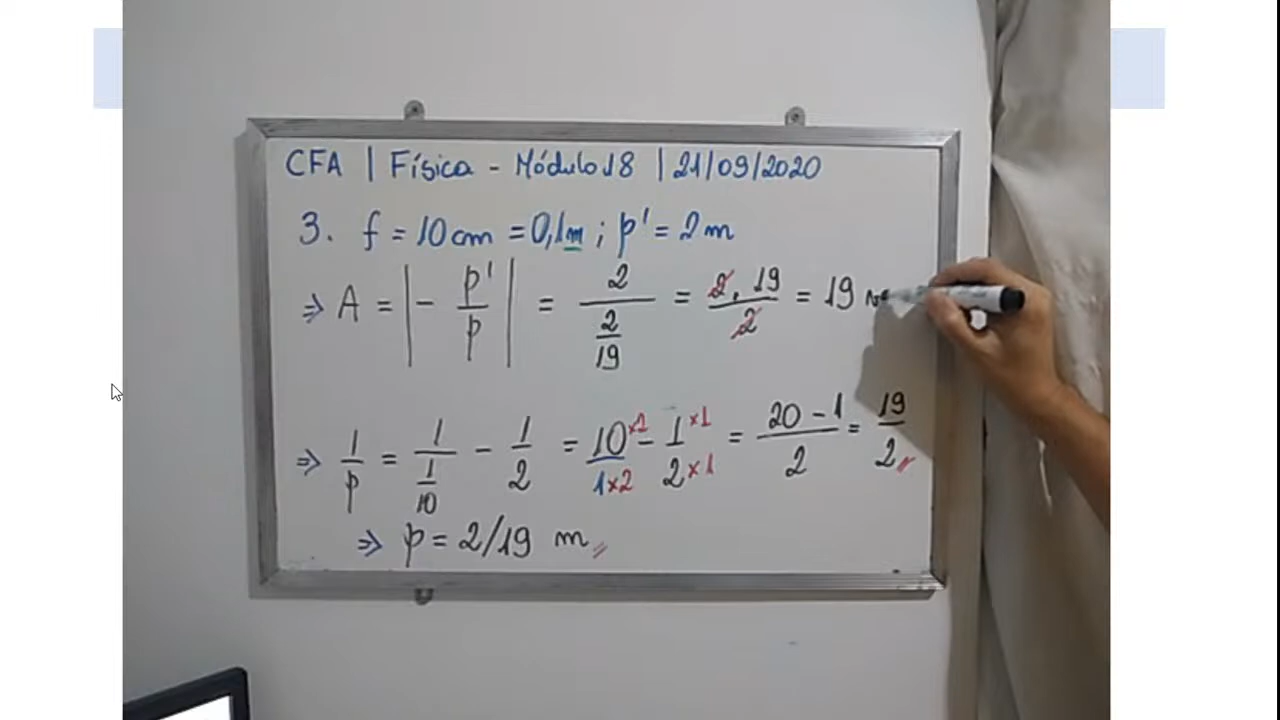 CFA | Física - Módulo 18 | 21/09/2020
3. f = 10 cm = 0,1m ; p' = 2 m
⇒ A = |- p'/p| = 2/(2/19) = 2 . 19/2 = 19
⇒ 1/p = 1/(1/10) - 1/2 = 10×1/1×2 - 1×1/2×1 = 20 - 1/2 = 19/2
⇒ p = 2/19 m